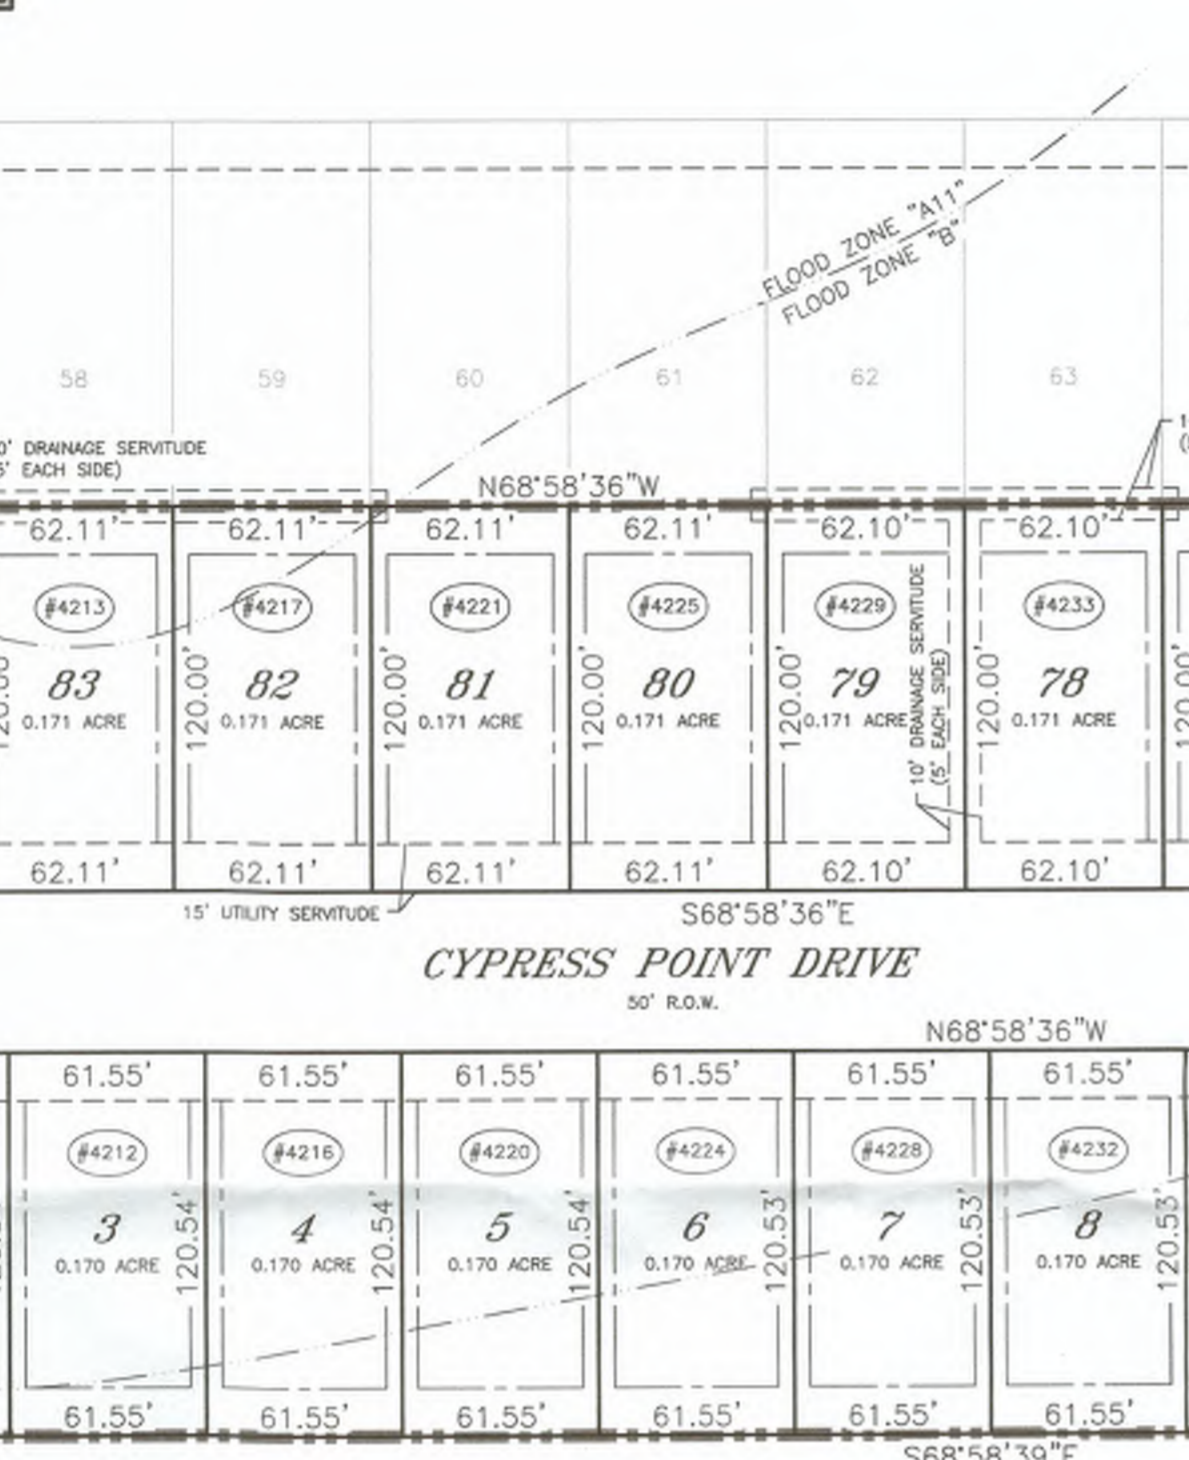 FLOOD ZONE "A11"
FLOOD ZONE "B"
58 59 60 61 62 63
DRAINAGE SERVITUDE
EACH SIDE)
N68°58'36"W
62.11' 62.11' 62.11' 62.11' 62.10' 62.10'
#4213 #4217 #4221 #4225 #4229 #4233
83 82 81 80 79 78
0.171 ACRE 0.171 ACRE 0.171 ACRE 0.171 ACRE 0.171 ACRE 0.171 ACRE
120.00' 120.00' 120.00' 120.00' 120.00'
10' DRAINAGE SERVITUDE
(5' EACH SIDE)
62.11' 62.11' 62.11' 62.11' 62.10' 62.10'
15' UTILITY SERVITUDE
S68°58'36"E
CYPRESS POINT DRIVE
50' R.O.W.
N68°58'36"W
61.55' 61.55' 61.55' 61.55' 61.55' 61.55'
#4212 #4216 #4220 #4224 #4228 #4232
3 4 5 6 7 8
0.170 ACRE 0.170 ACRE 0.170 ACRE 0.170 ACRE 0.170 ACRE 0.170 ACRE
120.54' 120.54' 120.54' 120.53' 120.53' 120.53'
61.55' 61.55' 61.55' 61.55' 61.55' 61.55'
S68°58'39"E